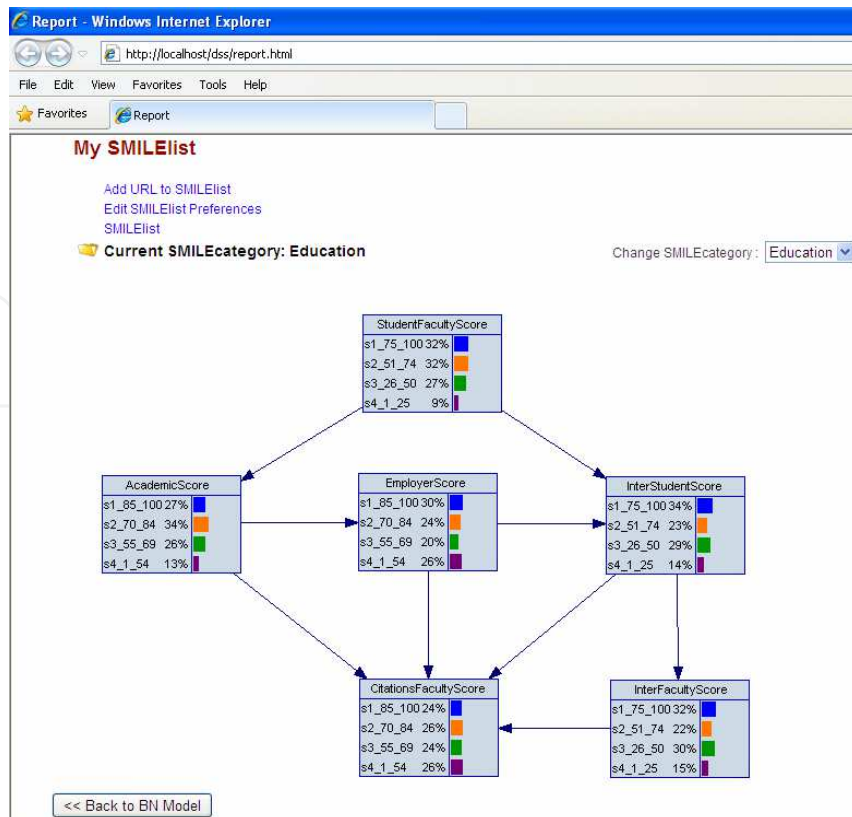 Report - Windows Internet Explorer
http://localhost/dss/report.html
File Edit View Favorites Tools Help
Favorites Report
My SMILElist
Add URL to SMILElist
Edit SMILElist Preferences
SMILElist
Current SMILEcategory: Education
Change SMILEcategory : Education
StudentFacultyScore
s1_75_100 32%
s2_51_74 32%
s3_26_50 27%
s4_1_25 9%
AcademicScore
s1_85_100 27%
s2_70_84 34%
s3_55_69 26%
s4_1_54 13%
EmployerScore
s1_85_100 30%
s2_70_84 24%
s3_55_69 20%
s4_1_54 26%
InterStudentScore
s1_75_100 34%
s2_51_74 23%
s3_26_50 29%
s4_1_25 14%
CitationsFacultyScore
s1_85_100 24%
s2_70_84 26%
s3_55_69 24%
s4_1_54 26%
InterFacultyScore
s1_75_100 32%
s2_51_74 22%
s3_26_50 30%
s4_1_25 15%
<< Back to BN Model